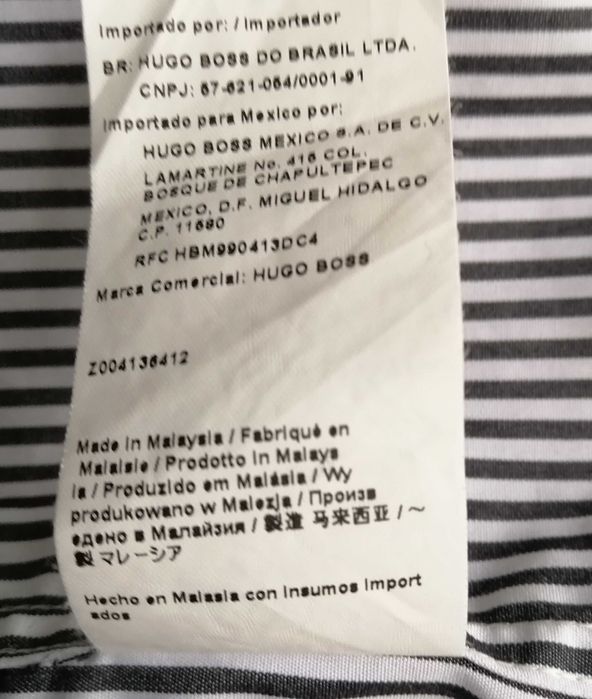 Importado por: / Importador
BR: HUGO BOSS DO BRASIL LTDA.
CNPJ: 67-621-064/0001-91
Importado para Mexico por:
HUGO BOSS MEXICO S.A. DE C.V.
LAMARTINE No. 416 COL.
BOSQUE DE CHAPULTEPEC
MEXICO, D.F. MIGUEL HIDALGO
C.P. 11680
RFC HBM990413DC4
Marca Comercial: HUGO BOSS
Z004136412
Made in Malaysia / Fabriqué en
Malaisie / Prodotto in Malays
ia / Produzido em Malásia / Wy
produkowano w Malezja / Произв
едено в Малайзия / 製造 马来西亚 / ～
製 マレーシア
Hecho en Malasia con insumos import
ados